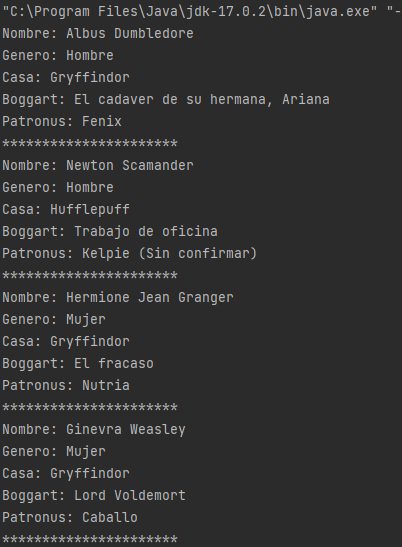 "C:\Program Files\Java\jdk-17.0.2\bin\java.exe" "-
Nombre: Albus Dumbledore
Genero: Hombre
Casa: Gryffindor
Boggart: El cadaver de su hermana, Ariana
Patronus: Fenix
**********************
Nombre: Newton Scamander
Genero: Hombre
Casa: Hufflepuff
Boggart: Trabajo de oficina
Patronus: Kelpie (Sin confirmar)
**********************
Nombre: Hermione Jean Granger
Genero: Mujer
Casa: Gryffindor
Boggart: El fracaso
Patronus: Nutria
**********************
Nombre: Ginevra Weasley
Genero: Mujer
Casa: Gryffindor
Boggart: Lord Voldemort
Patronus: Caballo
**********************